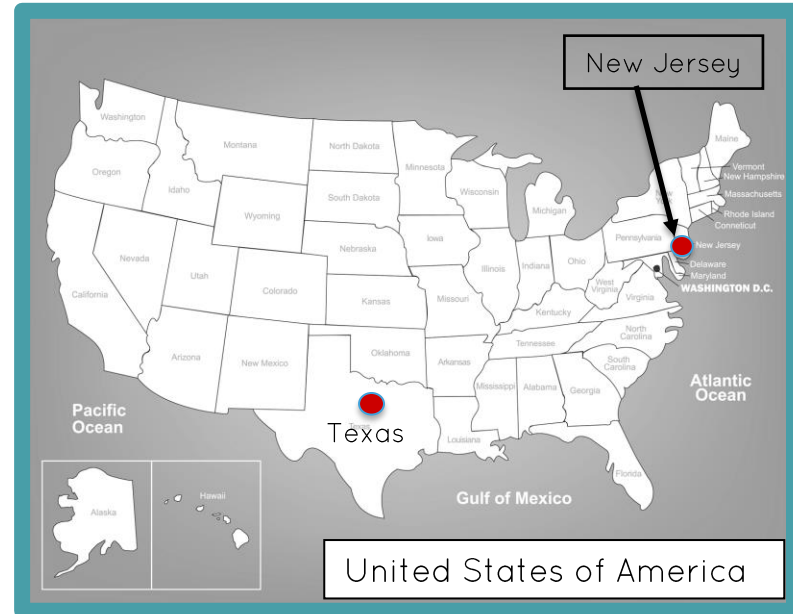 New Jersey
Washington
Montana
North Dakota
Minnesota
Maine
Oregon
Idaho
South Dakota
Wisconsin
Michigan
Vermont
New Hampshire
Massachusetts
Rhode Island
Conneticut
Wyoming
Nebraska
Iowa
Pennsylvania
New Jersey
Nevada
Utah
Colorado
Illinois
Indiana
Ohio
Delaware
Maryland
WASHINGTON D.C.
California
Kansas
Missouri
West
Virginia
Virginia
Kentucky
Arizona
New Mexico
Oklahoma
Arkansas
Tennessee
North
Carolina
South
Carolina
Mississippi
Alabama
Georgia
Atlantic
Ocean
Pacific
Ocean
Texas
Louisiana
Florida
Gulf of Mexico
Alaska
Hawaii
United States of America